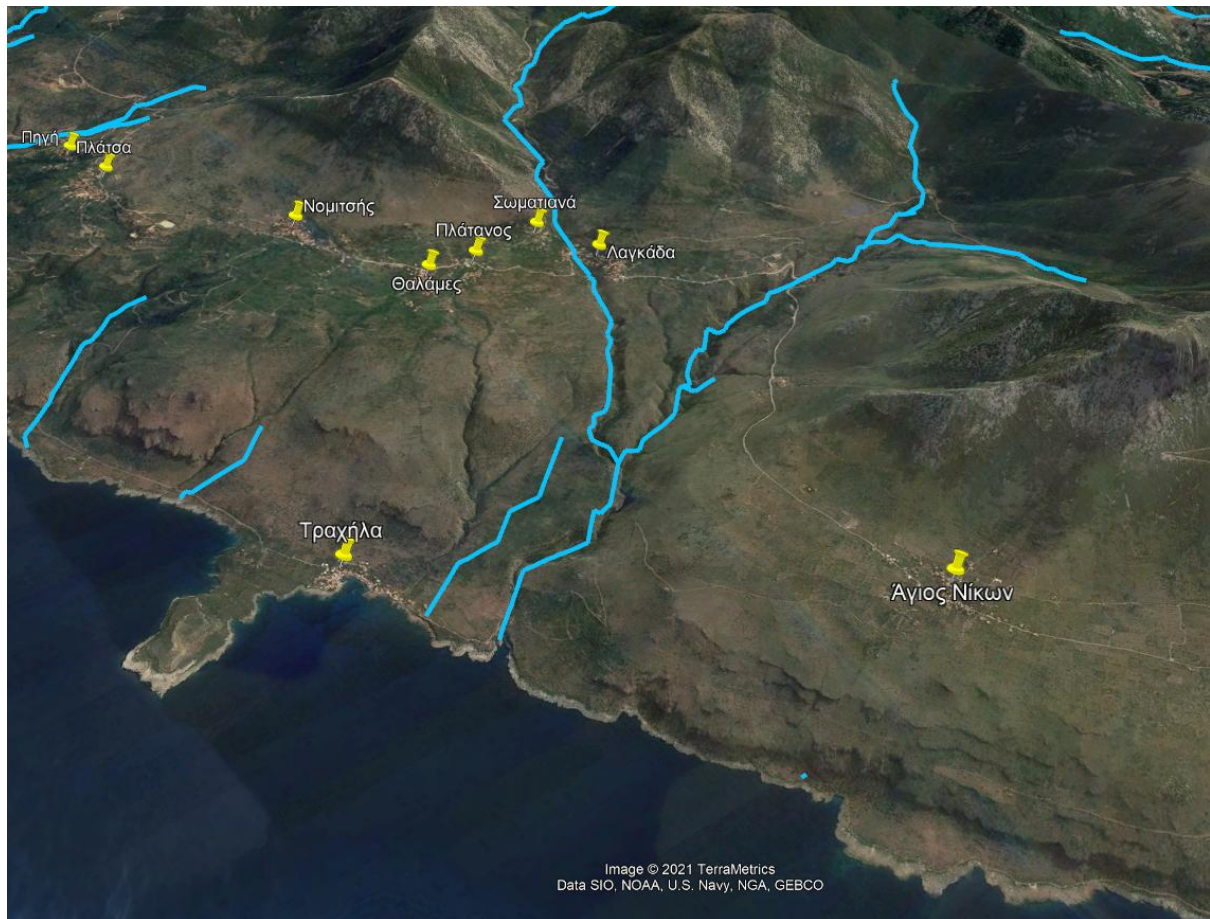 Πηγή
Πλάτσα
Νομιτσής
Σωματιανά
Πλάτανος
Λαγκάδα
Θαλάμες
Τραχήλα
Άγιος Νίκων
Image © 2021 TerraMetrics
Data SIO, NOAA, U.S. Navy, NGA, GEBCO